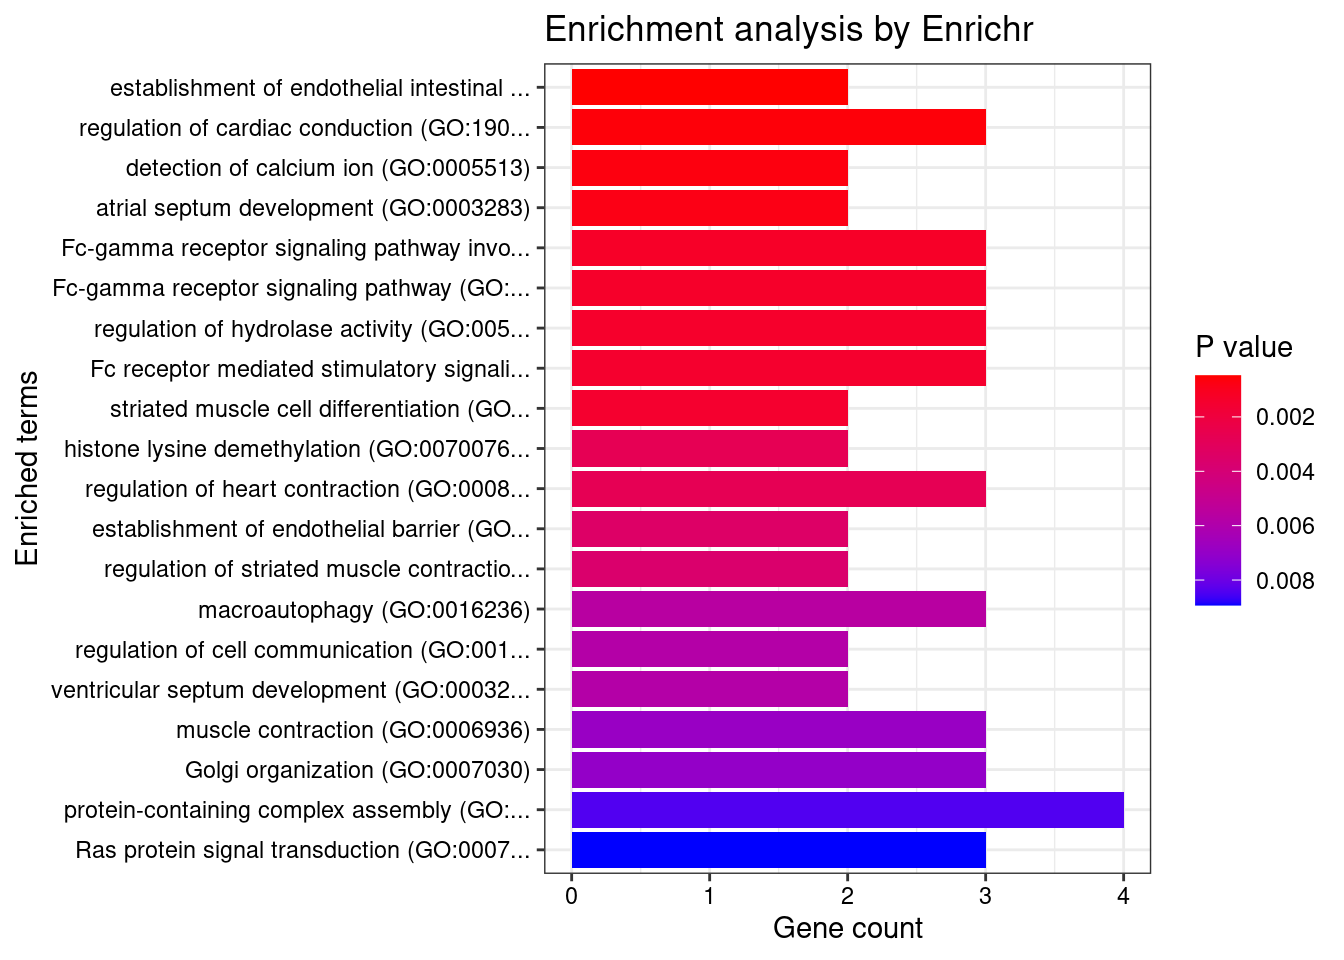 Enrichment analysis by Enrichr
Enriched terms
establishment of endothelial intestinal ...
regulation of cardiac conduction (GO:190...
detection of calcium ion (GO:0005513)
atrial septum development (GO:0003283)
Fc-gamma receptor signaling pathway invo...
Fc-gamma receptor signaling pathway (GO:...
regulation of hydrolase activity (GO:005...
Fc receptor mediated stimulatory signali...
striated muscle cell differentiation (GO...
histone lysine demethylation (GO:0070076...
regulation of heart contraction (GO:0008...
establishment of endothelial barrier (GO...
regulation of striated muscle contractio...
macroautophagy (GO:0016236)
regulation of cell communication (GO:001...
ventricular septum development (GO:00032...
muscle contraction (GO:0006936)
Golgi organization (GO:0007030)
protein-containing complex assembly (GO:...
Ras protein signal transduction (GO:0007...
0 1 2 3 4
Gene count
P value
0.002
0.004
0.006
0.008